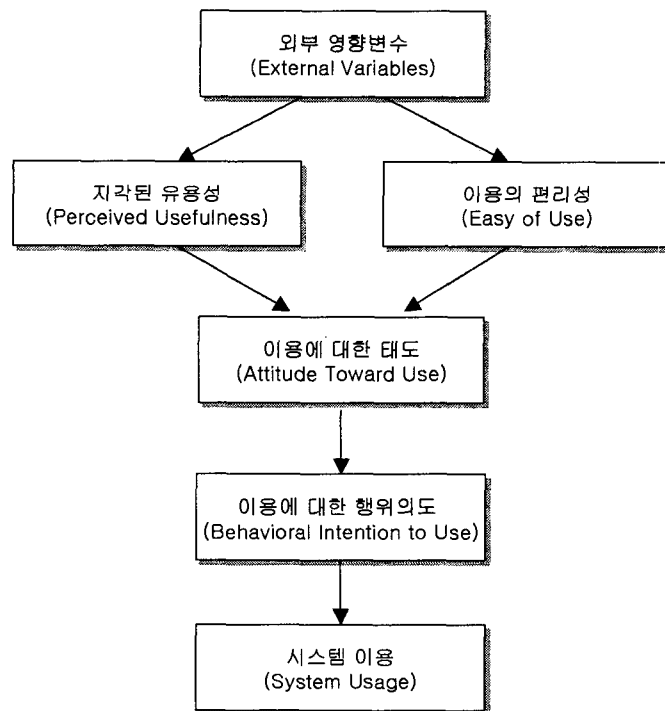 외부 영향변수
(External Variables)
지각된 유용성
(Perceived Usefulness)
이용의 편리성
(Easy of Use)
이용에 대한 태도
(Attitude Toward Use)
이용에 대한 행위의도
(Behavioral Intention to Use)
시스템 이용
(System Usage)